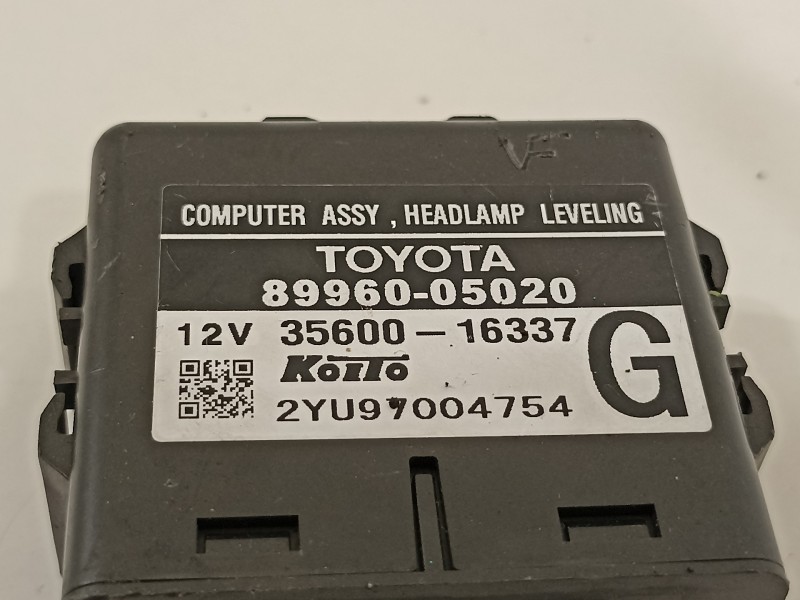 COMPUTER ASSY , HEADLAMP LEVELING
TOYOTA
89960-05020
12V 35600-16337 G
KOITO
2YU97004754